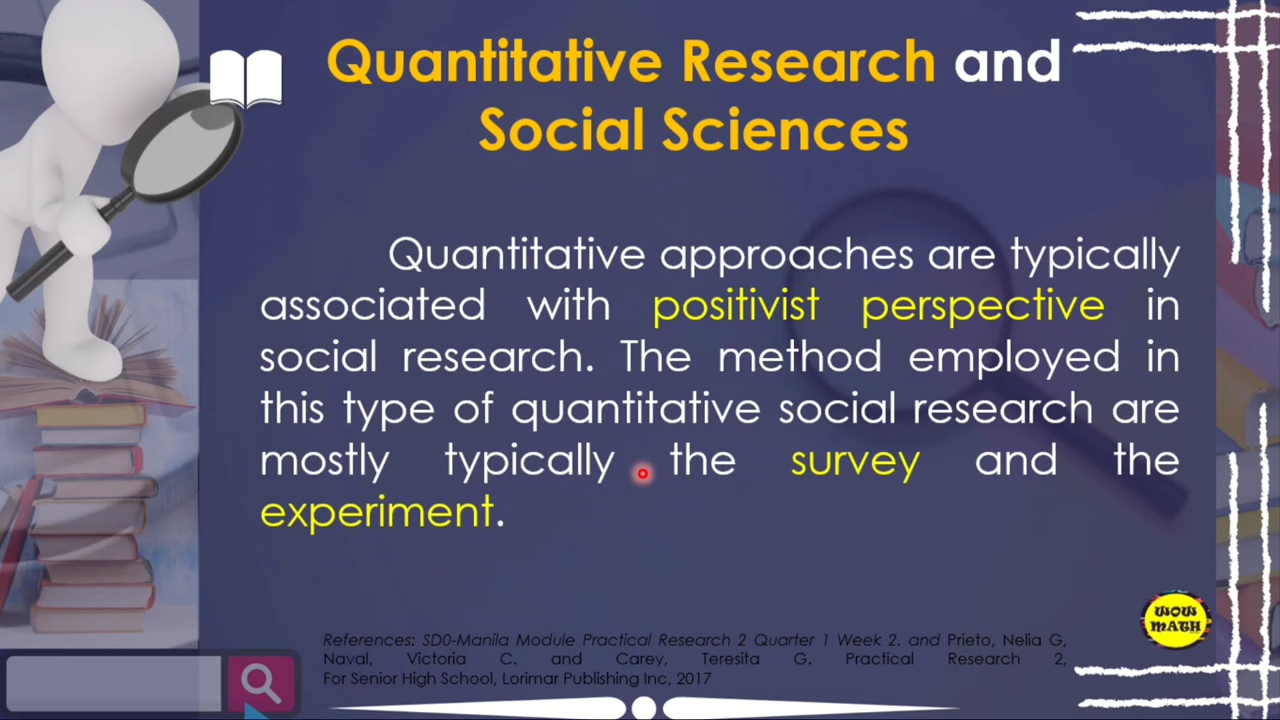 Quantitative Research and
Social Sciences
Quantitative approaches are typically
associated with positivist perspective in
social research. The method employed in
this type of quantitative social research are
mostly typically the survey and the
experiment.
References: SD0-Manila Module Practical Research 2 Quarter 1 Week 2. and Prieto, Nelia G,
Naval, Victoria C. and Carey, Teresita G. Practical Research 2,
For Senior High School, Lorimar Publishing Inc, 2017
WOW
MATH